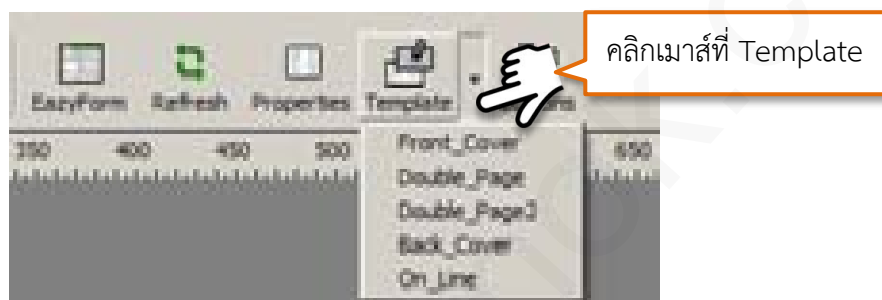 คลิกเมาส์ที่ Template
EazyForm Refresh Properties Template
350 400 450 500 650
Front_Cover
Double_Page
Double_Page2
Back_Cover
On_Line